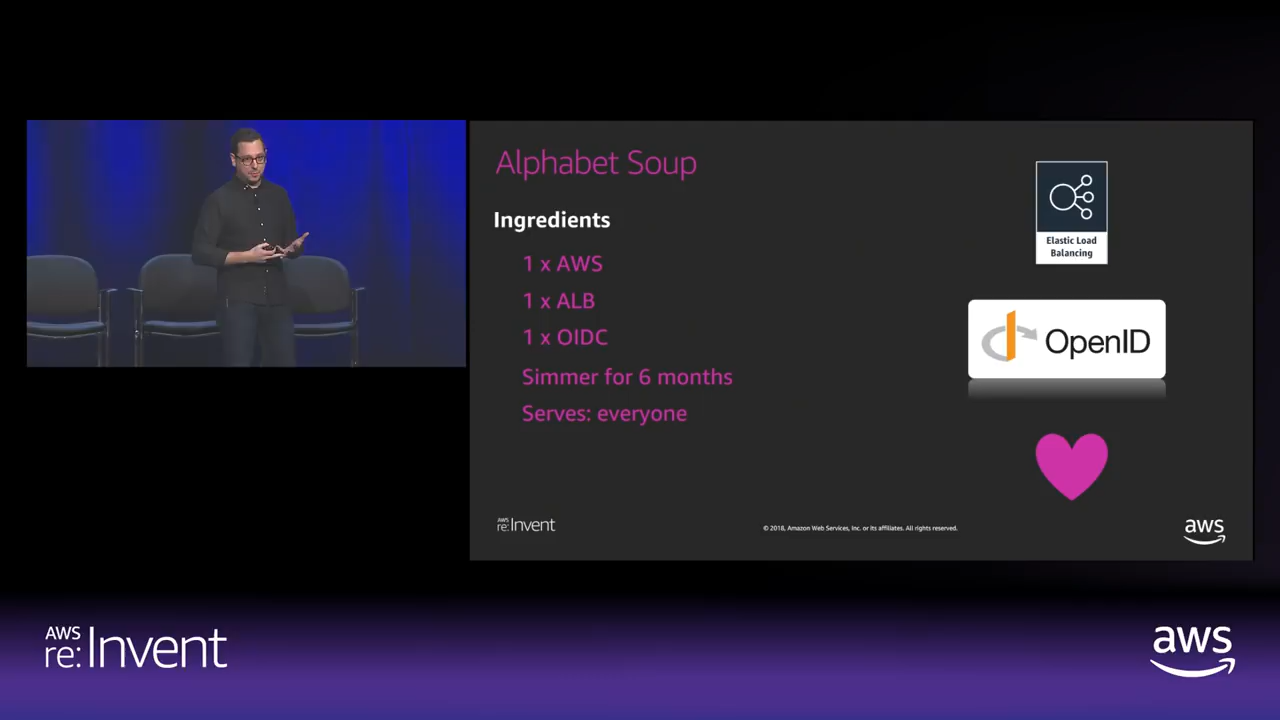 Alphabet Soup
Ingredients
1 x AWS
1 x ALB
1 x OIDC
Simmer for 6 months
Serves: everyone
Elastic Load
Balancing
OpenID
AWS
re:Invent
© 2018, Amazon Web Services, Inc. or its affiliates. All rights reserved.
aws
AWS
re:Invent
aws